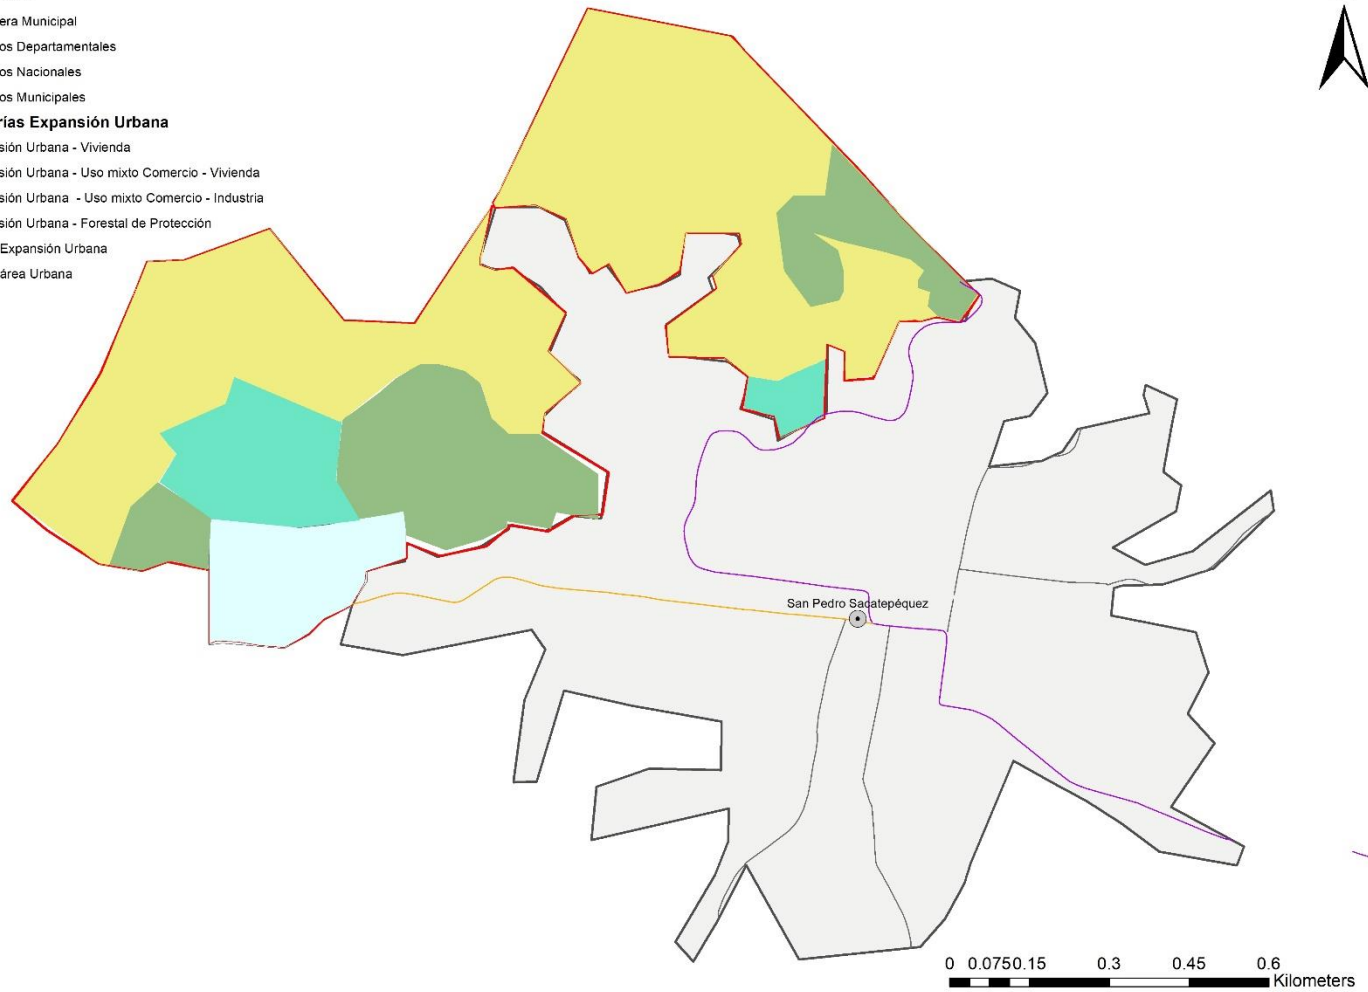 era Municipal
os Departamentales
os Nacionales
os Municipales
rías Expansión Urbana
sión Urbana - Vivienda
sión Urbana - Uso mixto Comercio - Vivienda
sión Urbana - Uso mixto Comercio - Industria
sión Urbana - Forestal de Protección
Expansión Urbana
área Urbana
San Pedro Sacatepéquez
0 0.075 0.15 0.3 0.45 0.6
Kilometers